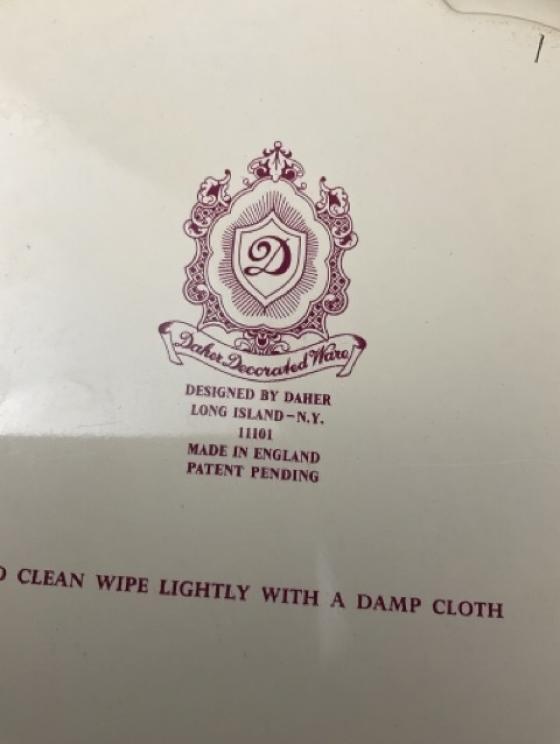 D
Daher Decorated Ware
DESIGNED BY DAHER
LONG ISLAND-N.Y.
11101
MADE IN ENGLAND
PATENT PENDING
O CLEAN WIPE LIGHTLY WITH A DAMP CLOTH